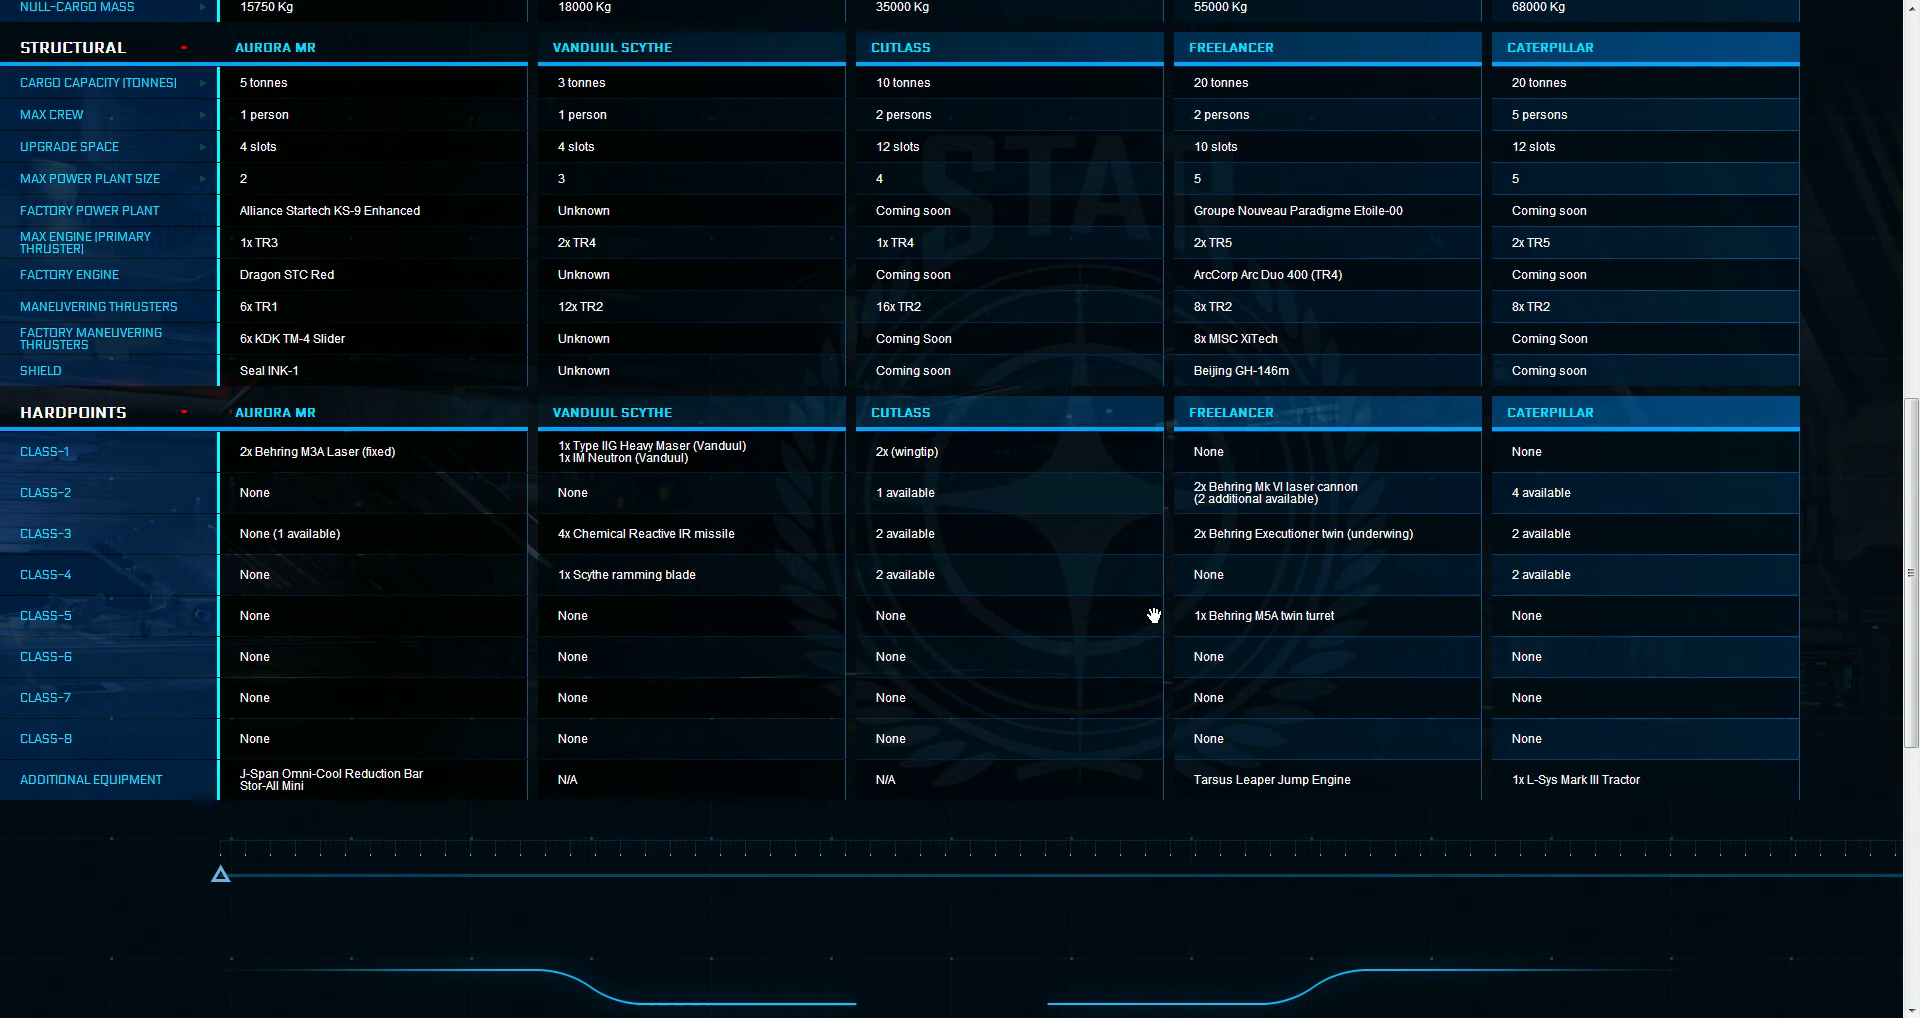 NULL-CARGO MASS 15750 Kg 18000 Kg 35000 Kg 55000 Kg 68000 Kg
STRUCTURAL AURORA MR VANDUUL SCYTHE CUTLASS FREELANCER CATERPILLAR
CARGO CAPACITY (TONNES) 5 tonnes 3 tonnes 10 tonnes 20 tonnes 20 tonnes
MAX CREW 1 person 1 person 2 persons 2 persons 5 persons
UPGRADE SPACE 4 slots 4 slots 12 slots 10 slots 12 slots
MAX POWER PLANT SIZE 2 3 4 5 5
FACTORY POWER PLANT Alliance Startech KS-9 Enhanced Unknown Coming soon Groupe Nouveau Paradigme Etoile-00 Coming soon
MAX ENGINE (PRIMARY
THRUSTER) 1x TR3 2x TR4 1x TR4 2x TR5 2x TR5
FACTORY ENGINE Dragon STC Red Unknown Coming soon ArcCorp Arc Duo 400 (TR4) Coming soon
MANEUVERING THRUSTERS 6x TR1 12x TR2 16x TR2 8x TR2 8x TR2
FACTORY MANEUVERING
THRUSTERS 6x KDK TM-4 Slider Unknown Coming Soon 8x MISC XiTech Coming Soon
SHIELD Seal INK-1 Unknown Coming soon Beijing GH-146m Coming soon
STAR
HARDPOINTS AURORA MR VANDUUL SCYTHE CUTLASS FREELANCER CATERPILLAR
CLASS-1 2x Behring M3A Laser (fixed) 1x Type IIG Heavy Maser (Vanduul)
1x IM Neutron (Vanduul) 2x (wingtip) None None
CLASS-2 None None 1 available 2x Behring Mk VI laser cannon
(2 additional available) 4 available
CLASS-3 None (1 available) 4x Chemical Reactive IR missile 2 available 2x Behring Executioner twin (underwing) 2 available
CLASS-4 None 1x Scythe ramming blade 2 available None 2 available
CLASS-5 None None None 1x Behring M5A twin turret None
CLASS-6 None None None None None
CLASS-7 None None None None None
CLASS-8 None None None None None
ADDITIONAL EQUIPMENT J-Span Omni-Cool Reduction Bar
Stor-All Mini N/A N/A Tarsus Leaper Jump Engine 1x L-Sys Mark III Tractor